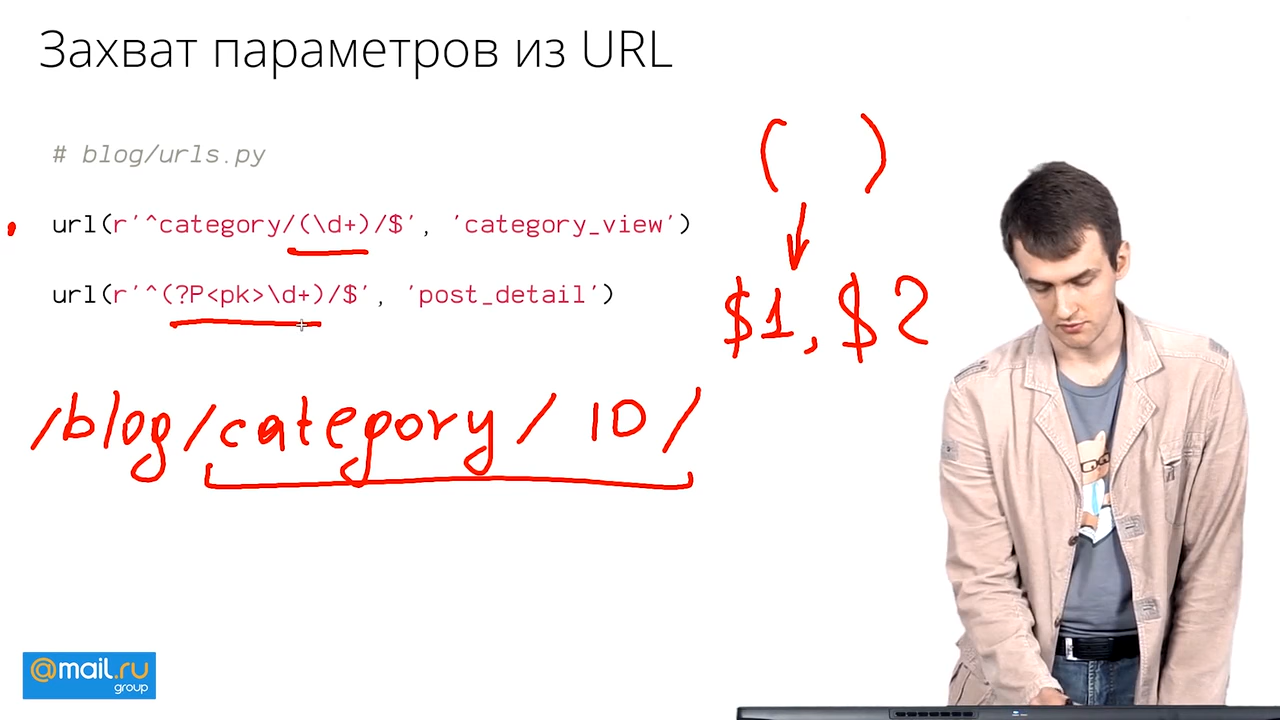 Захват параметров из URL
# blog/urls.py
url(r'^category/(\d+)/$', 'category_view')
url(r'^(?P<pk>\d+)/$', 'post_detail')
( )
$1, $2
/blog/category/10/
@mail.ru
group